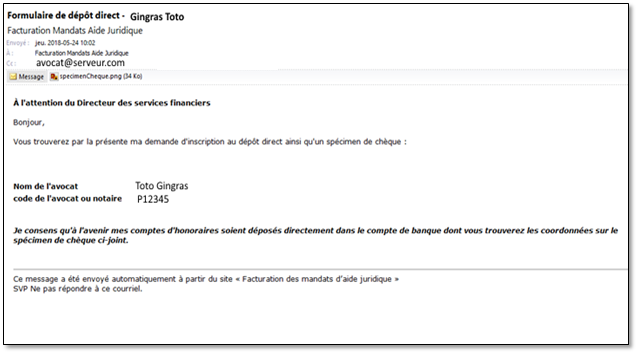 Formulaire de dépôt direct - Gingras Toto
Facturation Mandats Aide Juridique
Envoyé : jeu. 2018-05-24 10:02
À : Facturation Mandats Aide Juridique
Cc : avocat@serveur.com
Message specimenCheque.png (34 Ko)
À l'attention du Directeur des services financiers
Bonjour,
Vous trouverez par la présente ma demande d'inscription au dépôt direct ainsi qu'un spécimen de chèque :
Nom de l'avocat Toto Gingras
code de l'avocat ou notaire P12345
Je consens qu'à l'avenir mes comptes d'honoraires soient déposés directement dans le compte de banque dont vous trouverez les coordonnées sur le
spécimen de chèque ci-joint.
Ce message a été envoyé automatiquement à partir du site « Facturation des mandats d'aide juridique »
SVP Ne pas répondre à ce courriel.